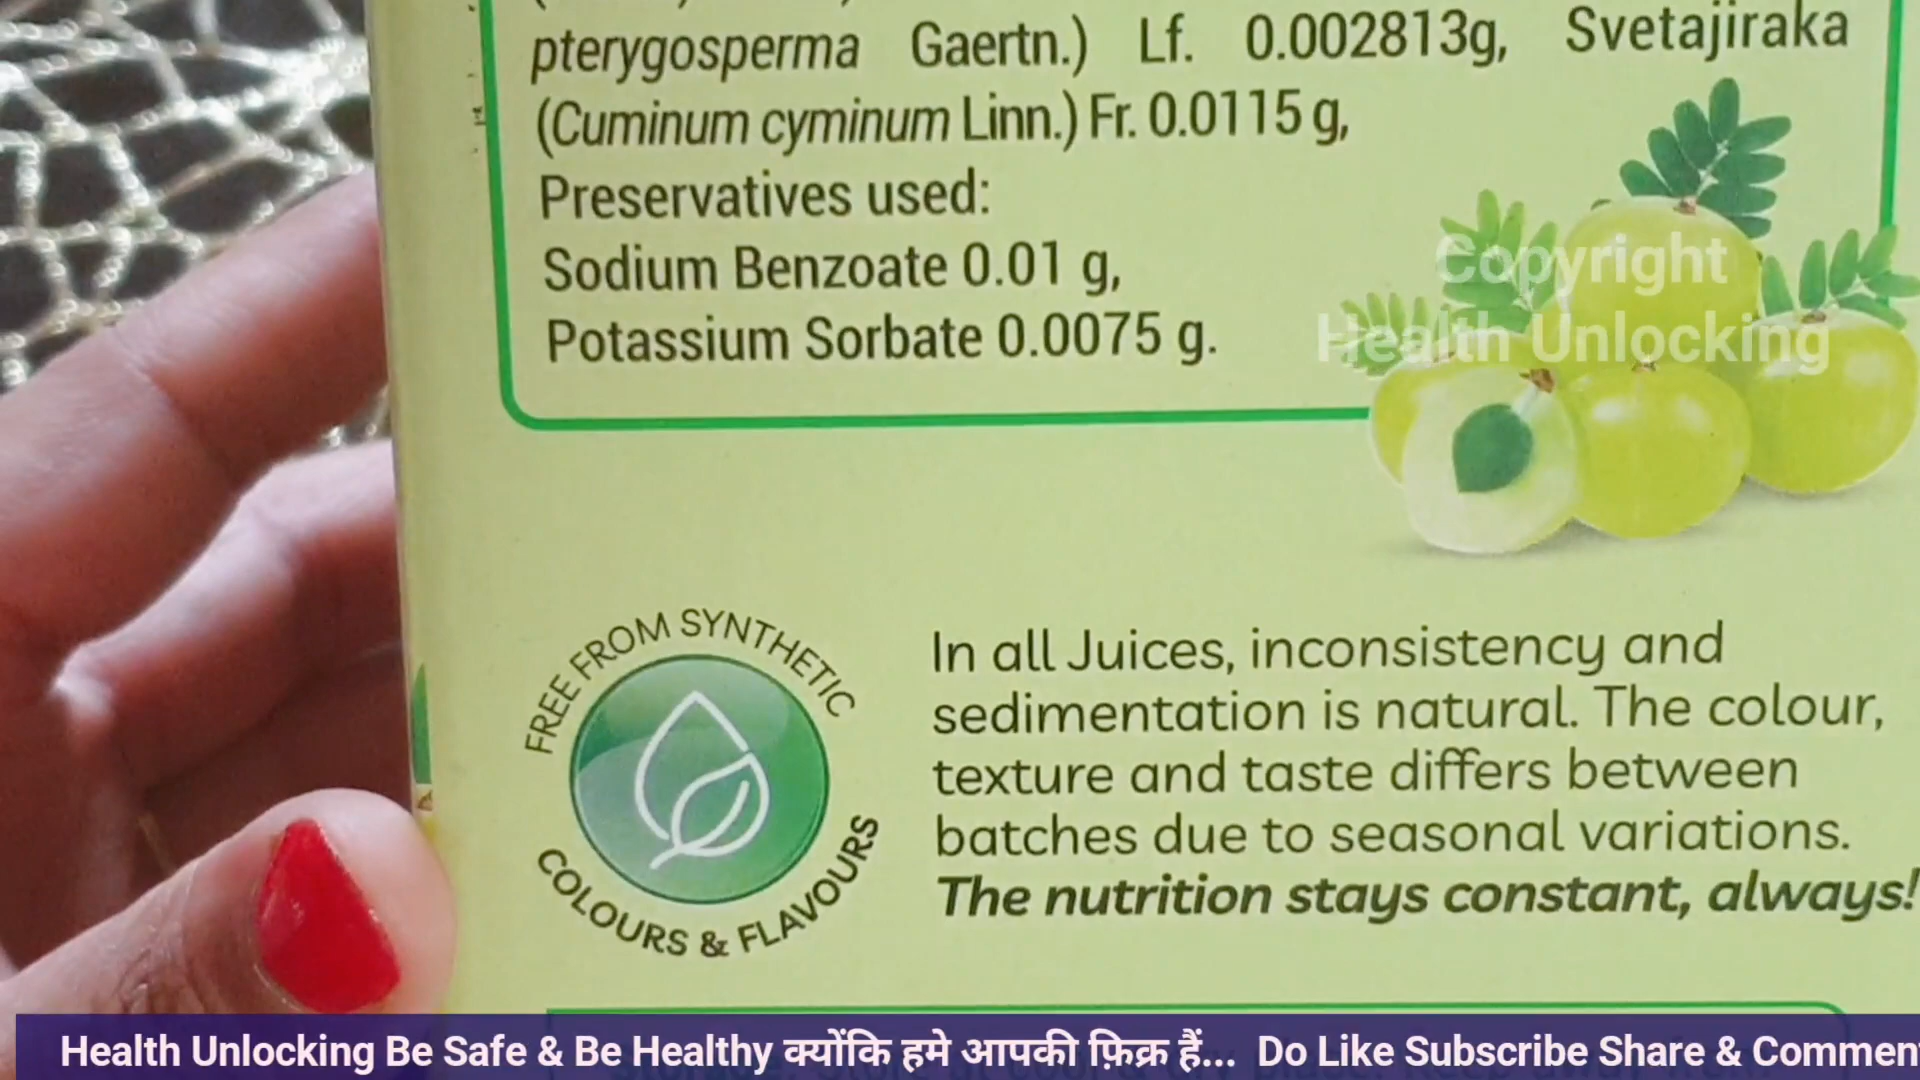 pterygosperma Gaertn.) Lf. 0.002813g, Svetajiraka
(Cuminum cyminum Linn.) Fr. 0.0115 g,
Preservatives used:
Sodium Benzoate 0.01 g,
Potassium Sorbate 0.0075 g.
Copyright
Health Unlocking
FREE FROM SYNTHETIC
COLOURS & FLAVOURS
In all Juices, inconsistency and
sedimentation is natural. The colour,
texture and taste differs between
batches due to seasonal variations.
The nutrition stays constant, always!
Health Unlocking Be Safe & Be Healthy क्योंकि हमे आपकी फ़िक्र हैं... Do Like Subscribe Share & Comment